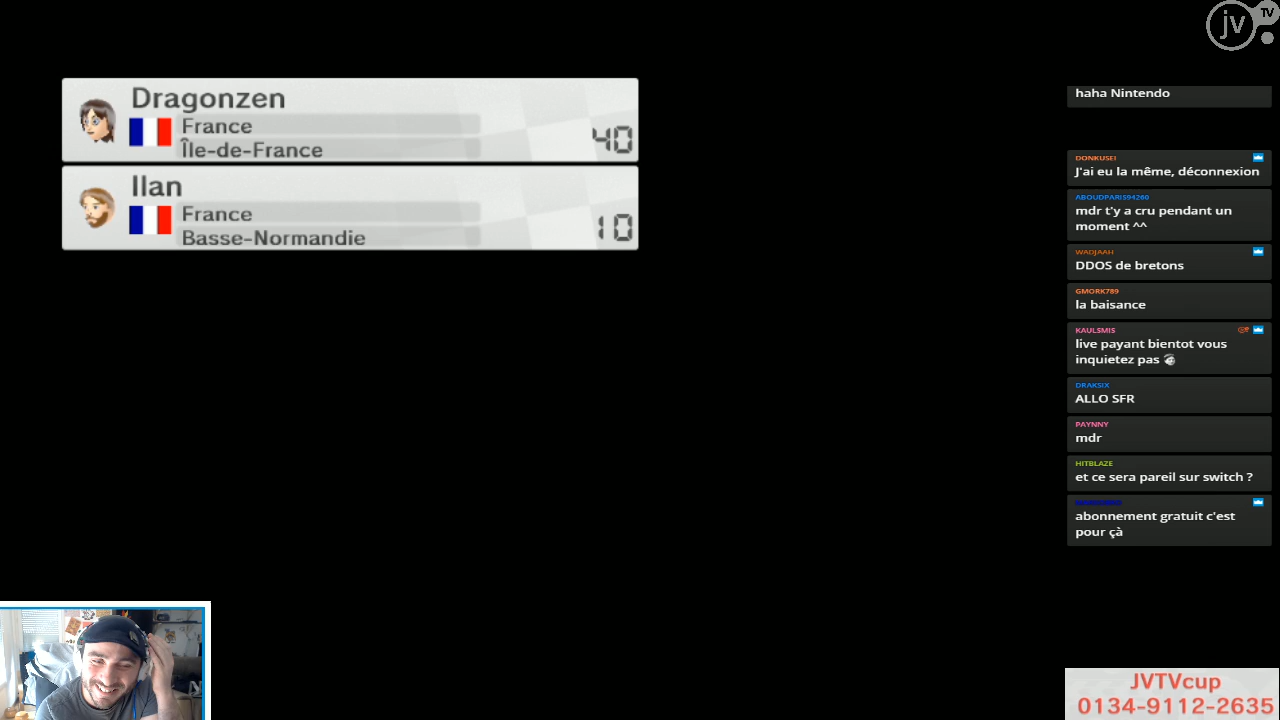 jv
TV
Dragonzen
France
Île-de-France
40
Ilan
France
Basse-Normandie
10
haha Nintendo
DONKUSEI
J'ai eu la même, déconnexion
ABOUDPARIS94260
mdr t'y a cru pendant un
moment ^^
WADJAAH
DDOS de bretons
GMORK789
la baisance
KAULSMIS
live payant bientot vous
inquietez pas
DRAKSIX
ALLO SFR
PAYNNY
mdr
HITBLAZE
et ce sera pareil sur switch ?
abonnement gratuit c'est
pour çà
JVTVcup
0134-9112-2635